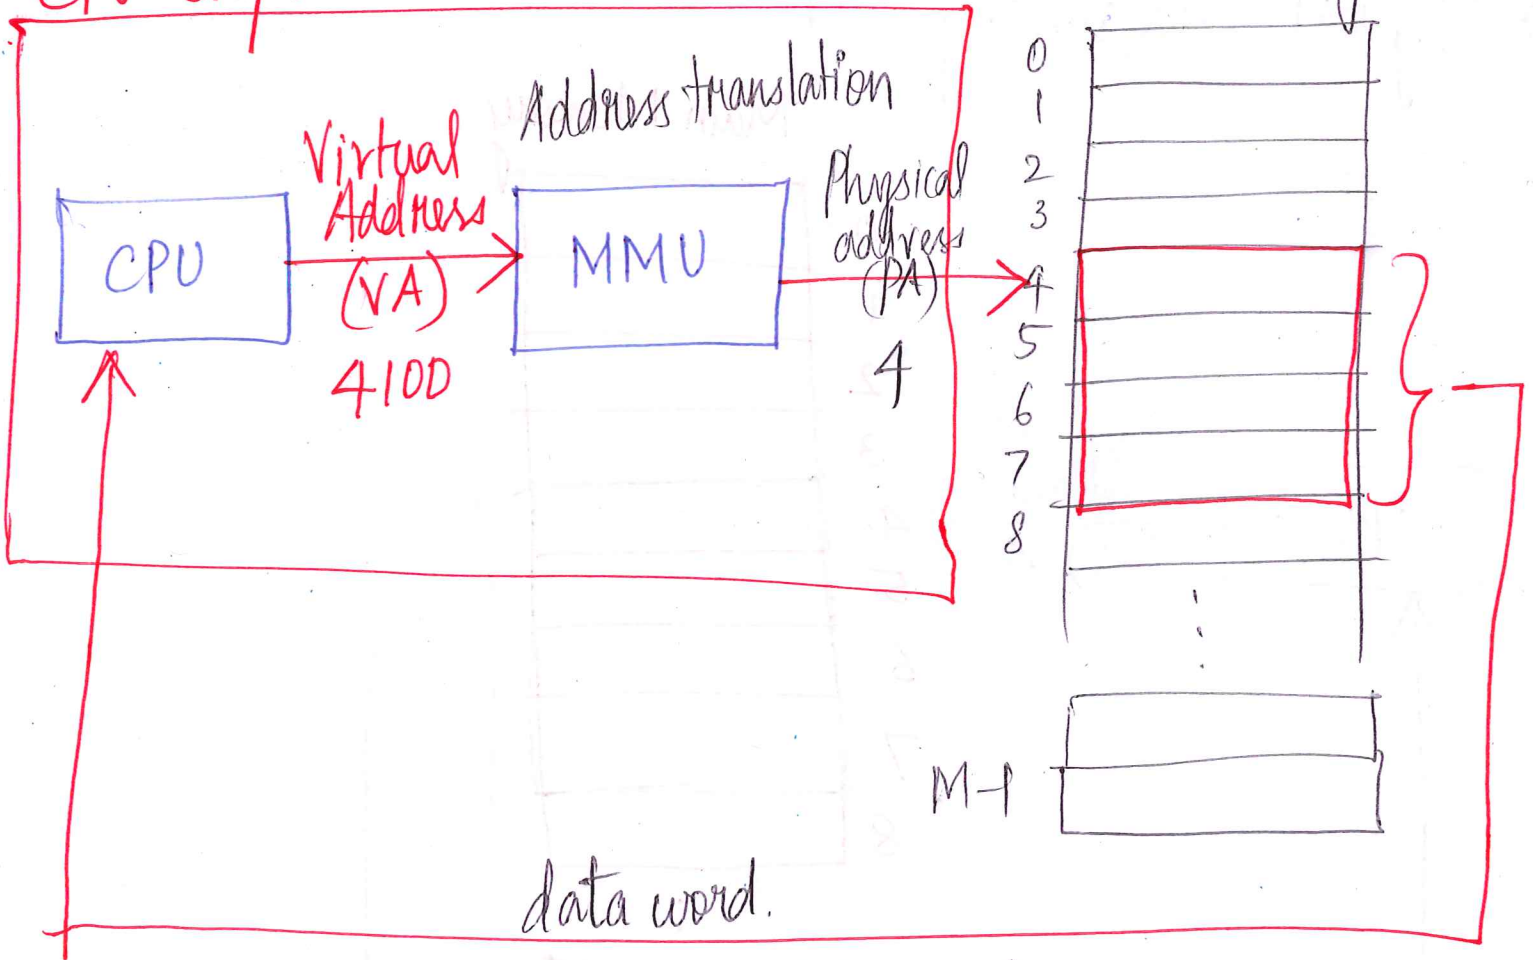 Address translation
Virtual
Address
(VA)
4100
CPU
MMU
Physical
address
(PA)
4
0
1
2
3
4
5
6
7
8
M-1
data word.